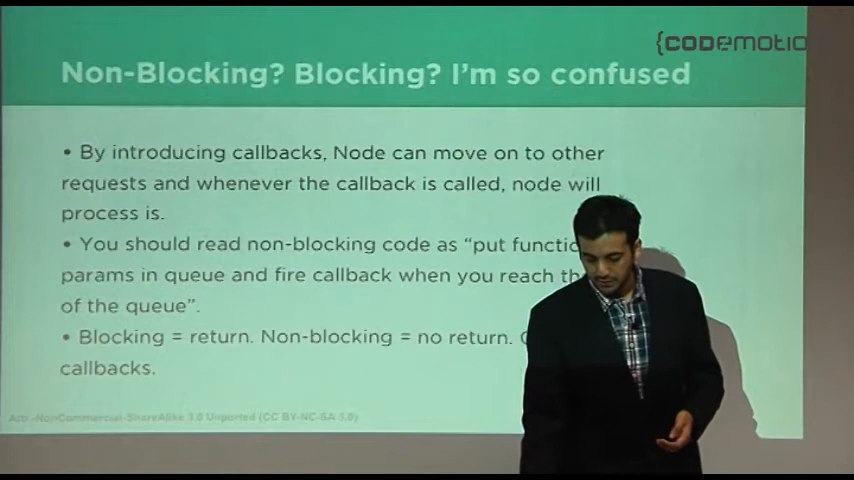 {codemotio
Non-Blocking? Blocking? I'm so confused
• By introducing callbacks, Node can move on to other
requests and whenever the callback is called, node will
process is.
• You should read non-blocking code as "put
params in queue and fire callback when you reach
of the queue".
• Blocking = return. Non-blocking = no return.
callbacks.
Attr.-NonCommercial-ShareAlike 3.0 Unported (CC BY-NC-SA 3.0)